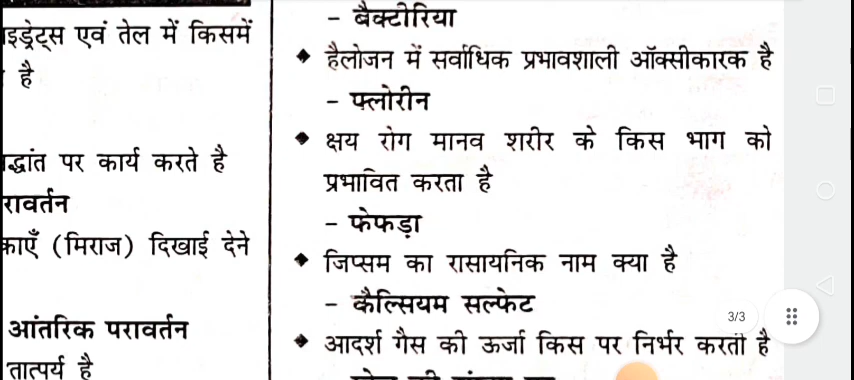 इड्रेट्स एवं तेल में किसमें
है
द्धांत पर कार्य करते है
रावर्तन
काएँ (मिराज) दिखाई देने
आंतरिक परावर्तन
तात्पर्य है
– बैक्टीरिया
◆ हैलोजन में सर्वाधिक प्रभावशाली ऑक्सीकारक है
– फ्लोरीन
◆ क्षय रोग मानव शरीर के किस भाग को
प्रभावित करता है
– फेफड़ा
◆ जिप्सम का रासायनिक नाम क्या है
– कैल्सियम सल्फेट
◆ आदर्श गैस की ऊर्जा किस पर निर्भर करती है
3/3